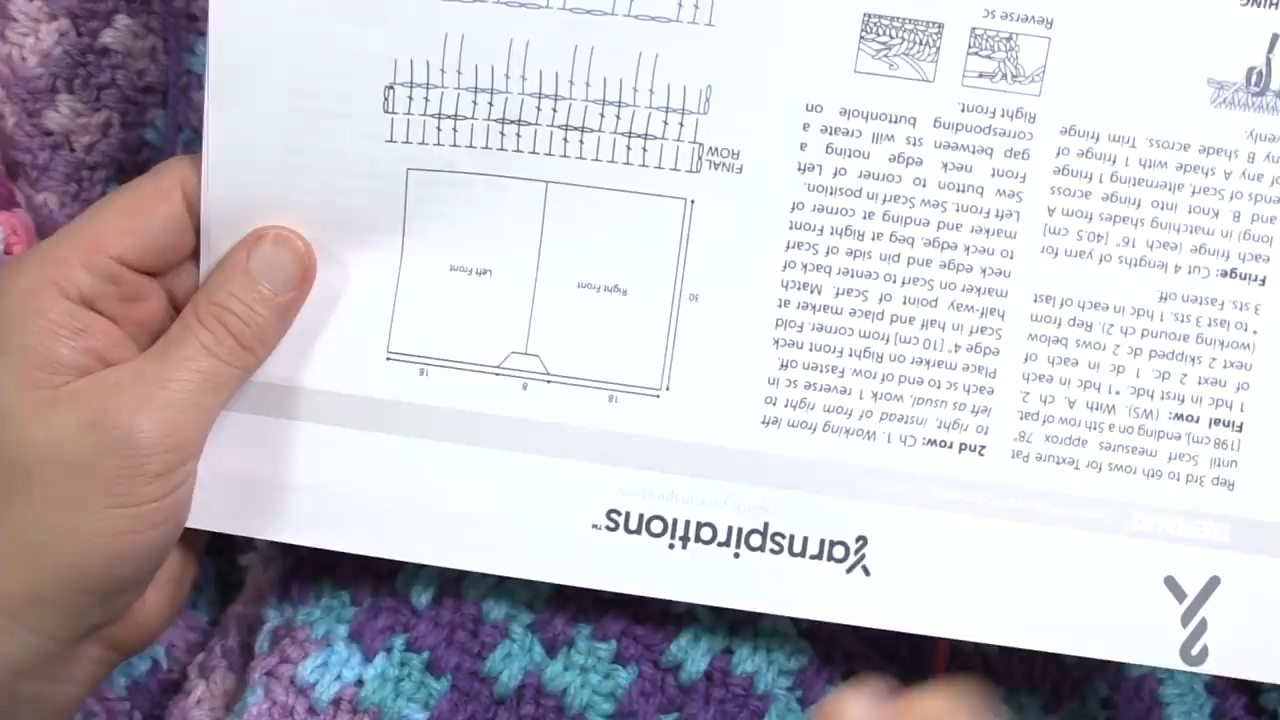 Yarnspirations™
BERNAT
Rep 3rd to 6th rows for Texture Pat
until Scarf measures approx 78"
[198 cm], ending on a 5th row of pat.
Final row: (WS). With A, ch 2.
1 hdc in first hdc. *1 hdc in each
of next 2 dc. 1 dc in each of
next 2 skipped dc 2 rows below
(working around ch 2). Rep from
* to last 3 sts. 1 hdc in each of last
3 sts. Fasten off.
Fringe: Cut 4 lengths of yarn for
each fringe (each 16" [40.5 cm]
long) in matching shades from A
and B. Knot into fringe across
ends of Scarf, alternating 1 fringe
of any A shade with 1 fringe of
ny B shade across. Trim fringe
enly.
HING
2nd row: Ch 1. Working from left
to right, instead of from right to
left as usual, work 1 reverse sc in
each sc to end of row. Fasten off.
Place marker on Right Front neck
edge 4" [10 cm] from corner. Fold
Scarf in half and place marker at
half-way point of Scarf. Match
marker on Scarf to center back of
neck edge and pin side of Scarf
to neck edge, beg at Right Front
marker and ending at corner of
Left Front. Sew Scarf in position.
Sew button to corner of Left
Front neck edge noting a
gap between sts will create a
corresponding buttonhole on
Right Front.
Reverse sc
18
8
18
30
Right Front
Left Front
FINAL
ROW